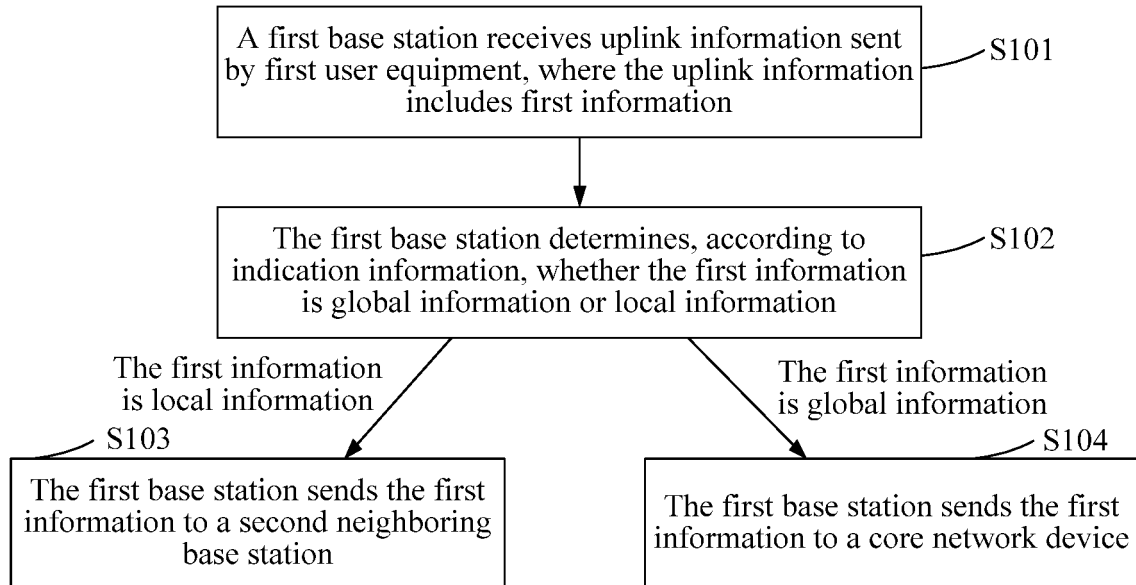 A first base station receives uplink information sent
by first user equipment, where the uplink information
includes first information
S101
The first base station determines, according to
indication information, whether the first information
is global information or local information
S102
The first information
is local information
The first information
is global information
S103
The first base station sends the first
information to a second neighboring
base station
S104
The first base station sends the first
information to a core network device